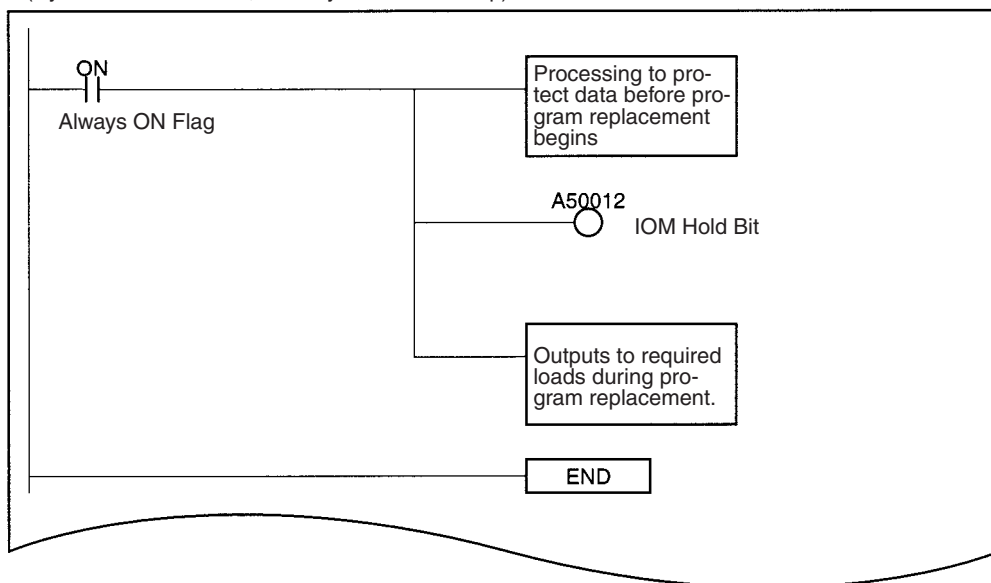 ON
Always ON Flag
Processing to pro-
tect data before pro-
gram replacement
begins
A50012
IOM Hold Bit
Outputs to required
loads during pro-
gram replacement.
END